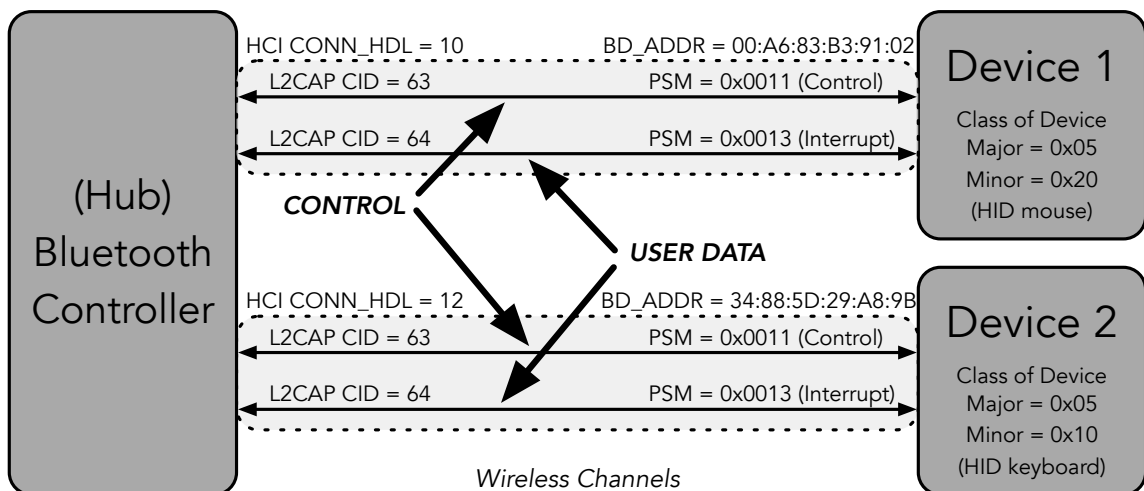 (Hub)
Bluetooth
Controller
HCI CONN_HDL = 10 BD_ADDR = 00:A6:83:B3:91:02
L2CAP CID = 63 PSM = 0x0011 (Control)
L2CAP CID = 64 PSM = 0x0013 (Interrupt)
CONTROL
USER DATA
HCI CONN_HDL = 12 BD_ADDR = 34:88:5D:29:A8:9B
L2CAP CID = 63 PSM = 0x0011 (Control)
L2CAP CID = 64 PSM = 0x0013 (Interrupt)
Wireless Channels
Device 1
Class of Device
Major = 0x05
Minor = 0x20
(HID mouse)
Device 2
Class of Device
Major = 0x05
Minor = 0x10
(HID keyboard)